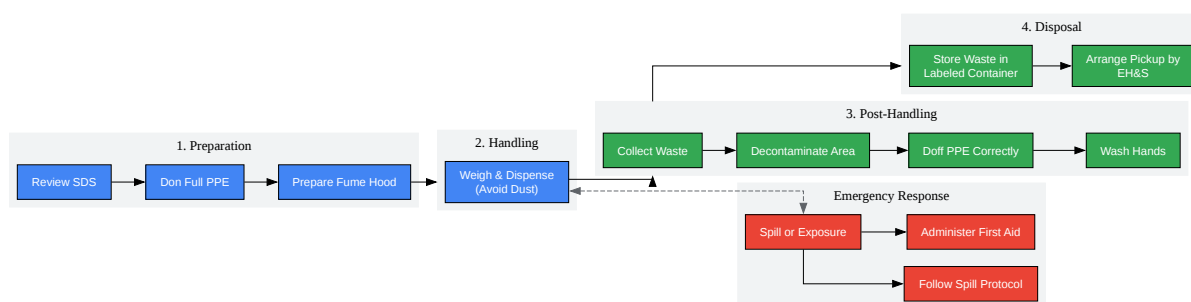 1. Preparation
Review SDS
Don Full PPE
Prepare Fume Hood
2. Handling
Weigh & Dispense
(Avoid Dust)
3. Post-Handling
Collect Waste
Decontaminate Area
Doff PPE Correctly
Wash Hands
4. Disposal
Store Waste in
Labeled Container
Arrange Pickup by
EH&S
Emergency Response
Spill or Exposure
Administer First Aid
Follow Spill Protocol